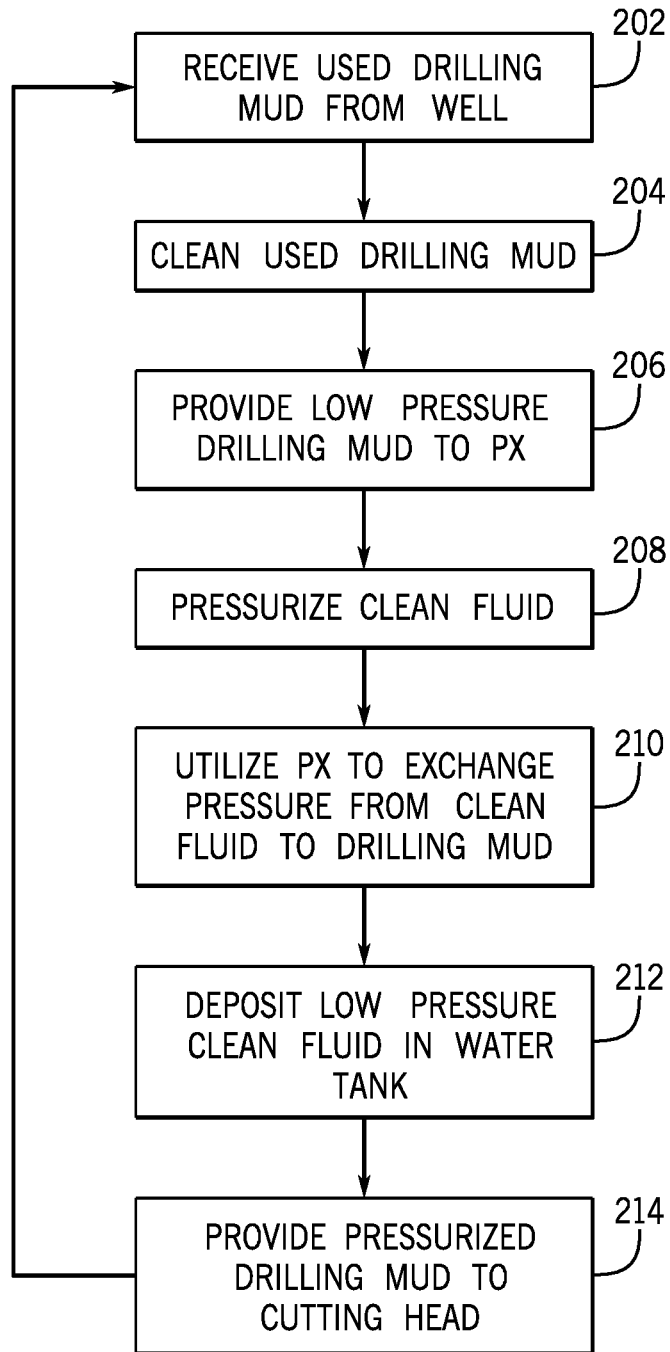 202
RECEIVE USED DRILLING
MUD FROM WELL
204
CLEAN USED DRILLING MUD
206
PROVIDE LOW PRESSURE
DRILLING MUD TO PX
208
PRESSURIZE CLEAN FLUID
210
UTILIZE PX TO EXCHANGE
PRESSURE FROM CLEAN
FLUID TO DRILLING MUD
212
DEPOSIT LOW PRESSURE
CLEAN FLUID IN WATER
TANK
214
PROVIDE PRESSURIZED
DRILLING MUD TO
CUTTING HEAD